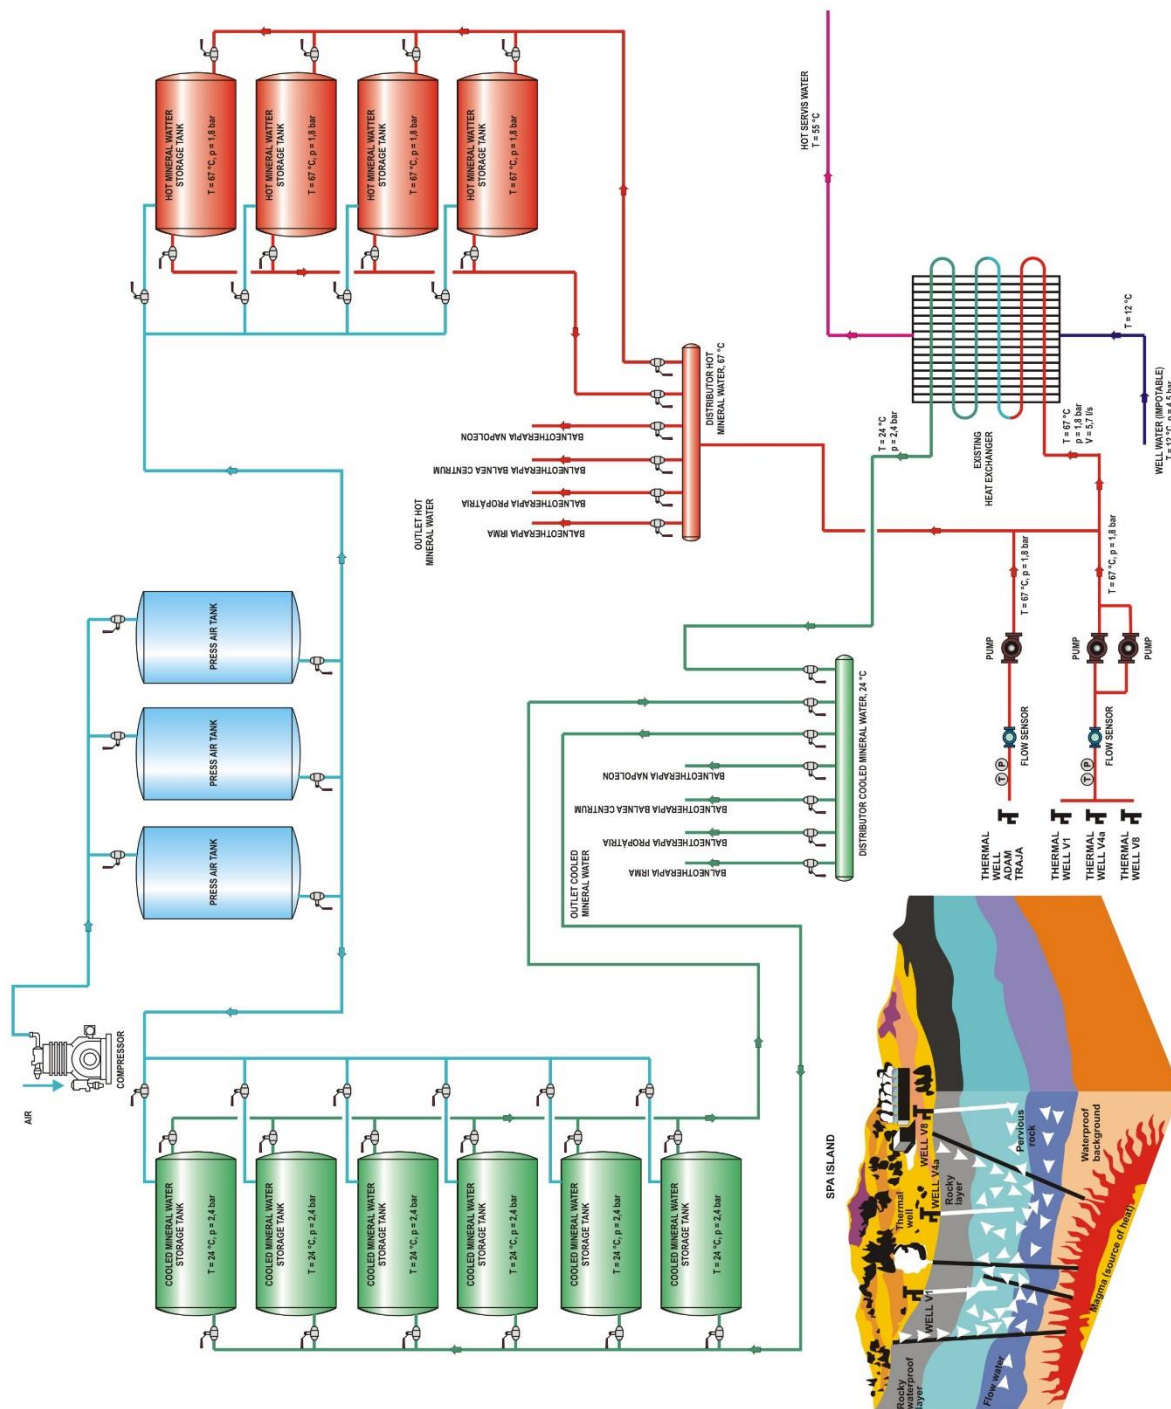 AIR
COMPRESSOR
PRESS AIR TANK
PRESS AIR TANK
PRESS AIR TANK
HOT MINERAL WATTER
STORAGE TANK
T = 67 °C, p = 1,8 bar
HOT MINERAL WATTER
STORAGE TANK
T = 67 °C, p = 1,8 bar
HOT MINERAL WATTER
STORAGE TANK
T = 67 °C, p = 1,8 bar
HOT MINERAL WATTER
STORAGE TANK
T = 67 °C, p = 1,8 bar
COOLED MINERAL WATER
STORAGE TANK
T = 24 °C, p = 2,4 bar
COOLED MINERAL WATER
STORAGE TANK
T = 24 °C, p = 2,4 bar
COOLED MINERAL WATER
STORAGE TANK
T = 24 °C, p = 2,4 bar
COOLED MINERAL WATER
STORAGE TANK
T = 24 °C, p = 2,4 bar
COOLED MINERAL WATER
STORAGE TANK
T = 24 °C, p = 2,4 bar
COOLED MINERAL WATER
STORAGE TANK
T = 24 °C, p = 2,4 bar
OUTLET HOT
MINERAL WATER
BALNEOTHERAPIA IRMA
BALNEOTHERAPIA PROPÁTRIA
BALNEOTHERAPIA BALNEA CENTRUM
BALNEOTHERAPIA NAPOLEON
DISTRIBUTOR HOT
MINERAL WATER, 67 °C
OUTLET COOLED
MINERAL WATER
BALNEOTHERAPIA IRMA
BALNEOTHERAPIA PROPÁTRIA
BALNEOTHERAPIA BALNEA CENTRUM
BALNEOTHERAPIA NAPOLEON
DISTRIBUTOR COOLED MINERAL WATER, 24 °C
HOT SERVIS WATER
T = 55 °C
T = 24 °C
p = 2,4 bar
EXISTING
HEAT EXCHANGER
T = 67 °C
p = 1,8 bar
V = 5,7 l/s
T = 12 °C
WELL WATER (IMPOTABLE)
T = 12 °C, p = 4,5 bar
T = 67 °C, p = 1,8 bar
T = 67 °C, p = 1,8 bar
PUMP
PUMP
PUMP
FLOW SENSOR
FLOW SENSOR
T P
T P
THERMAL
WELL
ADAM
TRAJA
THERMAL
WELL V1
THERMAL
WELL V4a
THERMAL
WELL V8
SPA ISLAND
WELL V1
Thermal
well
WELL V4a
WELL V8
Rocky
layer
Pervious
rock
Waterproof
background
Magma (source of heat)
Flow water
Rocky
waterproof
layer